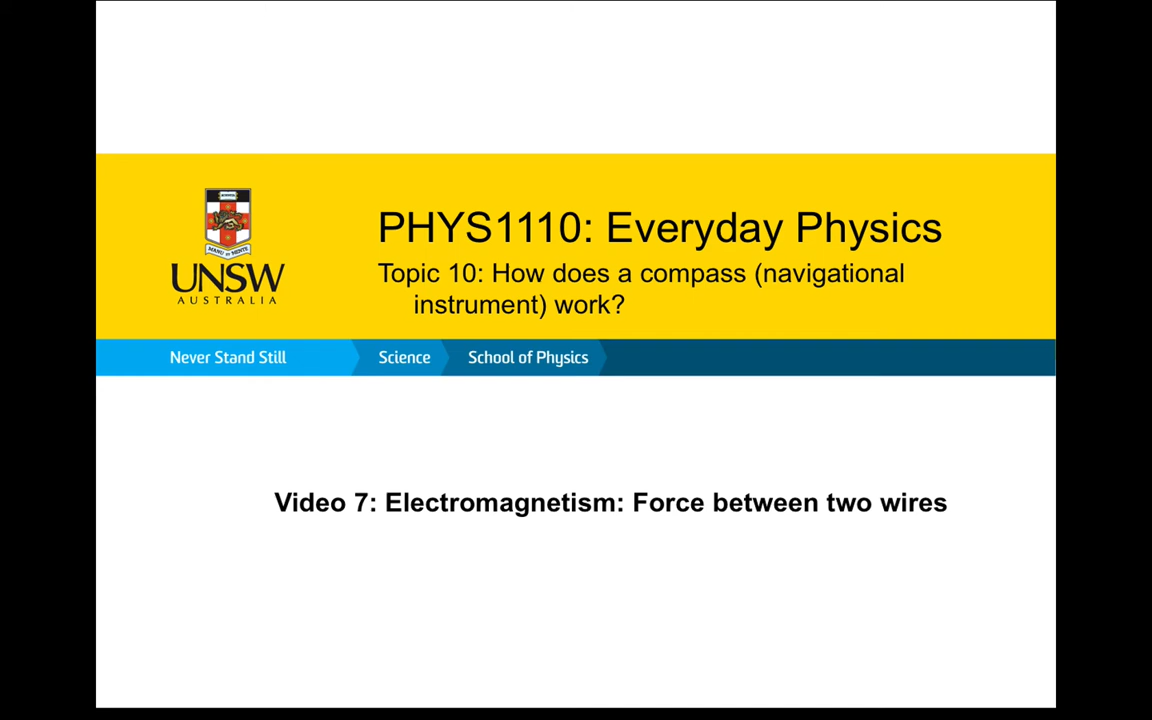 PHYS1110: Everyday Physics
Topic 10: How does a compass (navigational
instrument) work?
UNSW
AUSTRALIA
Never Stand Still
Science
School of Physics
Video 7: Electromagnetism: Force between two wires